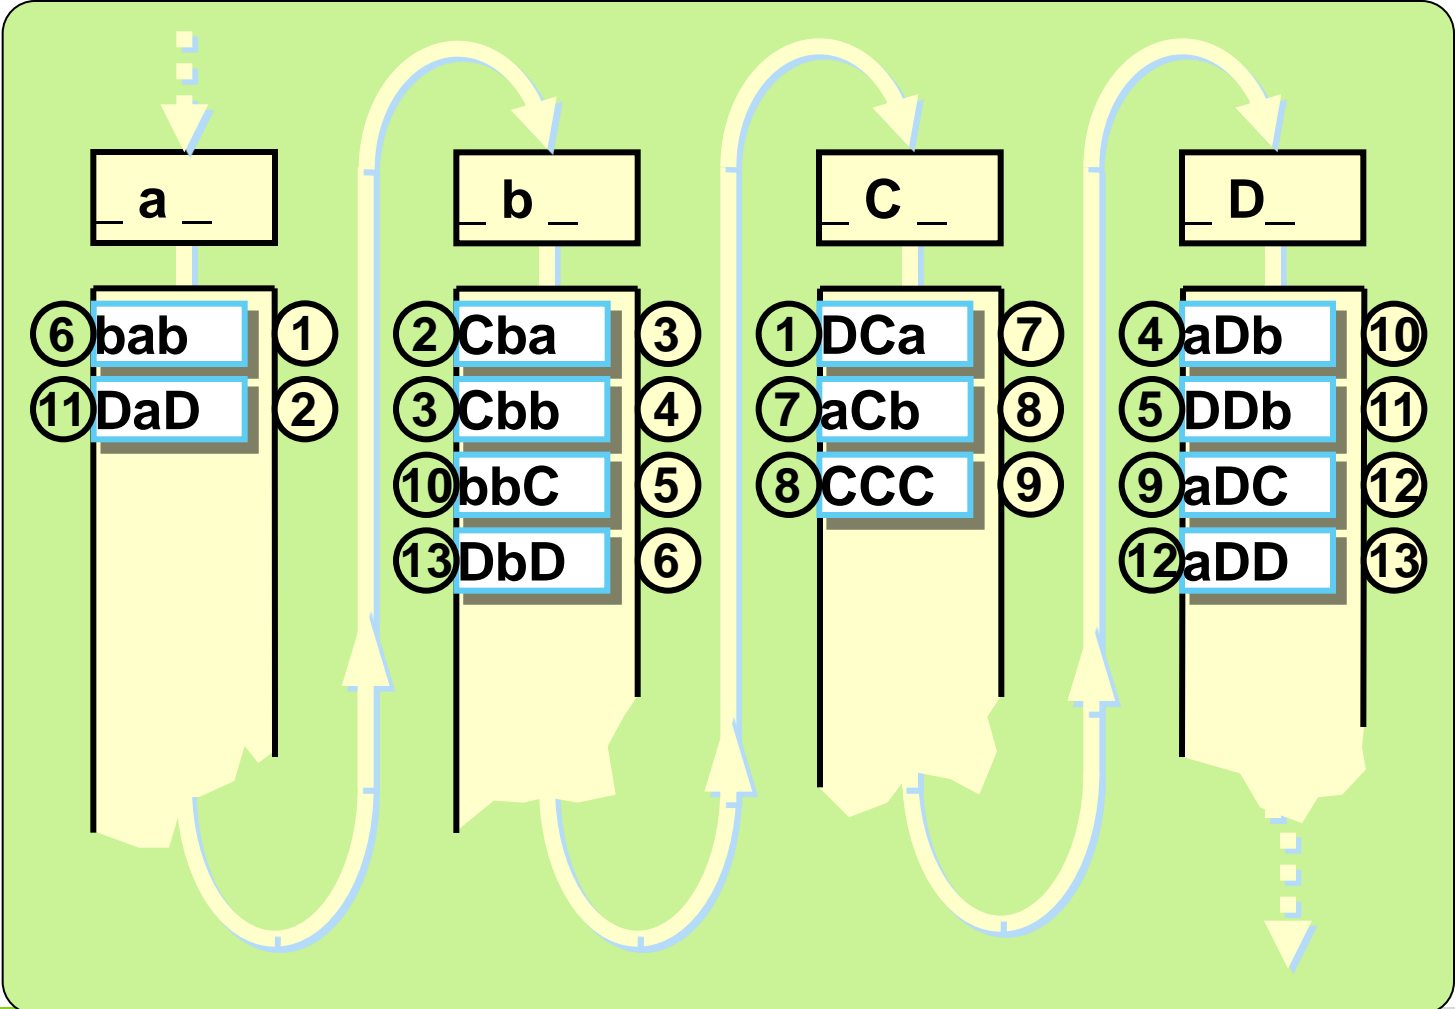 _ a _ _ b _ _ C _ _ D_
6 bab 1 2 Cba 3 1 DCa 7 4 aDb 10
11 DaD 2 3 Cbb 4 7 aCb 8 5 DDb 11
10 bbC 5 8 CCC 9 9 aDC 12
13 DbD 6 12 aDD 13